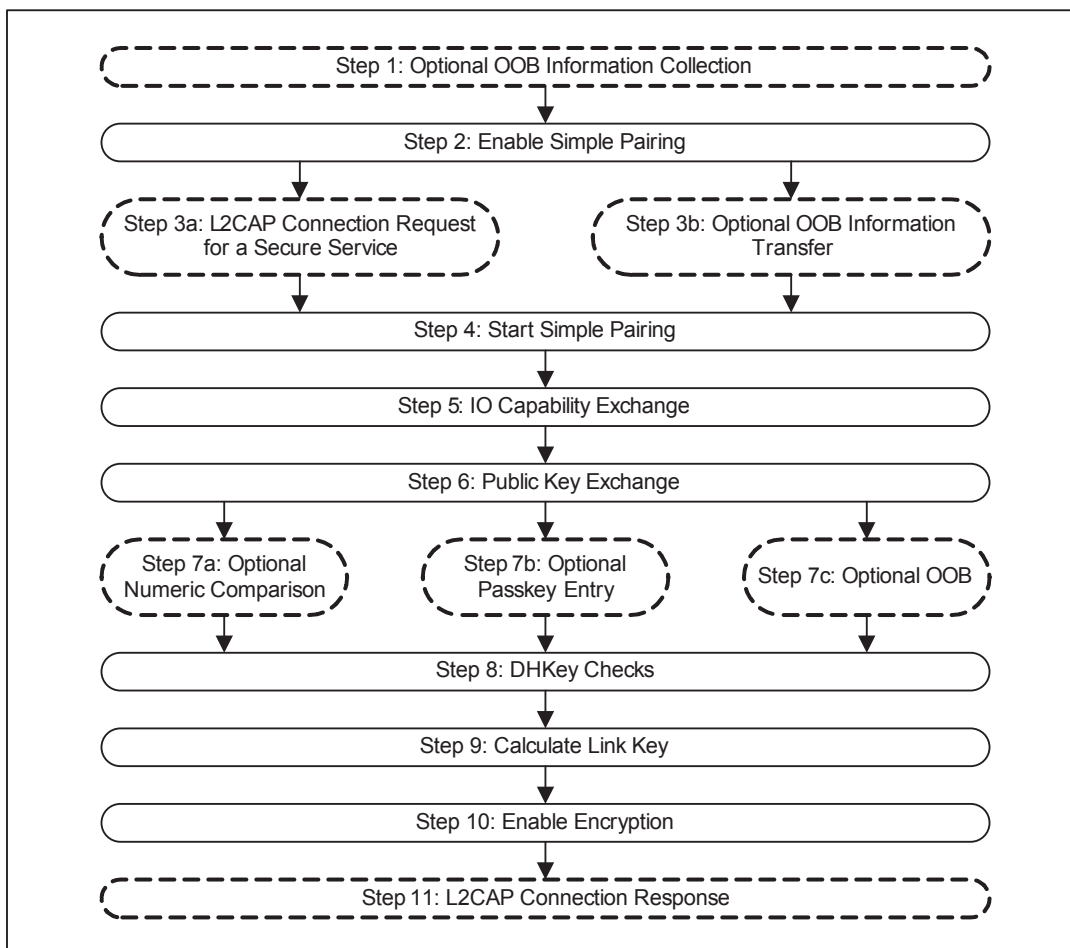 Step 1: Optional OOB Information Collection
Step 2: Enable Simple Pairing
Step 3a: L2CAP Connection Request
for a Secure Service
Step 3b: Optional OOB Information
Transfer
Step 4: Start Simple Pairing
Step 5: IO Capability Exchange
Step 6: Public Key Exchange
Step 7a: Optional
Numeric Comparison
Step 7b: Optional
Passkey Entry
Step 7c: Optional OOB
Step 8: DHKey Checks
Step 9: Calculate Link Key
Step 10: Enable Encryption
Step 11: L2CAP Connection Response